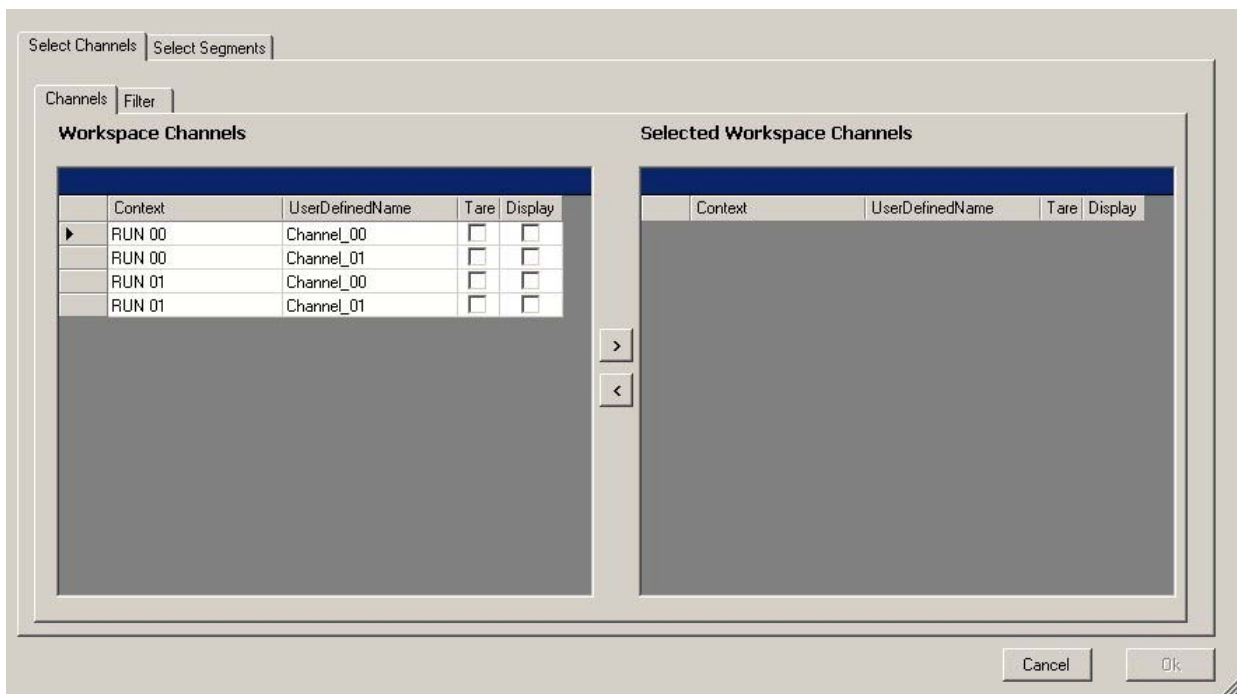 Select Channels Select Segments
Channels Filter
Workspace Channels
Context UserDefinedName Tare Display
RUN 00 Channel_00
RUN 00 Channel_01
RUN 01 Channel_00
RUN 01 Channel_01
>
<
Selected Workspace Channels
Context UserDefinedName Tare Display
Cancel Ok